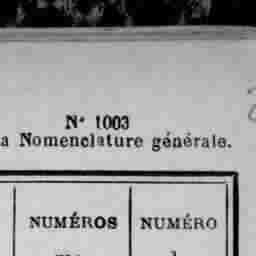 N° 1003
a Nomenclature générale.
NUMÉROS NUMÉRO